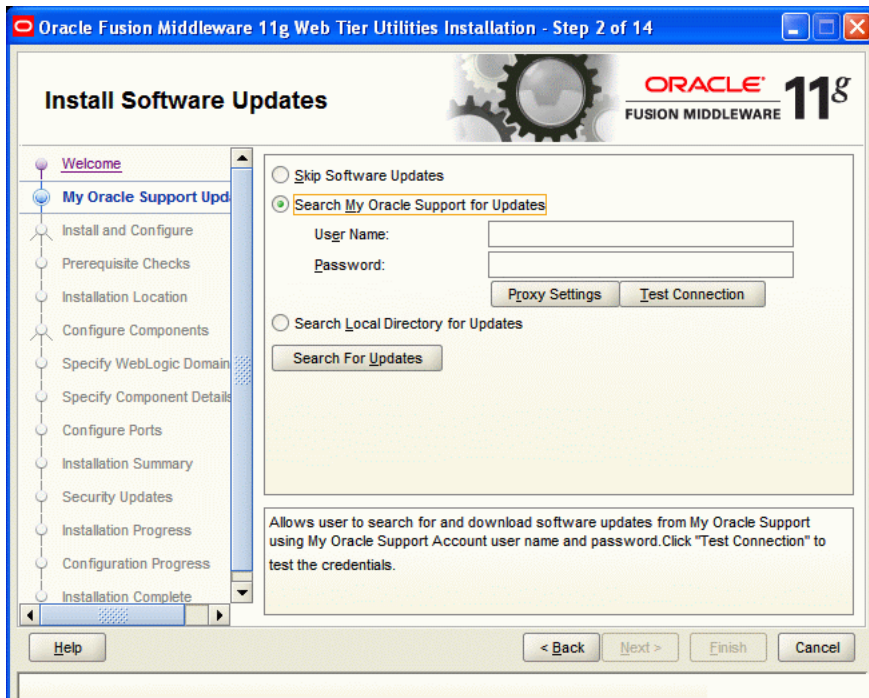 Oracle Fusion Middleware 11g Web Tier Utilities Installation - Step 2 of 14
Install Software Updates
ORACLE
FUSION MIDDLEWARE
11g
Welcome
My Oracle Support Upd
Install and Configure
Prerequisite Checks
Installation Location
Configure Components
Specify WebLogic Domain
Specify Component Details
Configure Ports
Installation Summary
Security Updates
Installation Progress
Configuration Progress
Installation Complete
Skip Software Updates
Search My Oracle Support for Updates
User Name:
Password:
Proxy Settings
Test Connection
Search Local Directory for Updates
Search For Updates
Allows user to search for and download software updates from My Oracle Support
using My Oracle Support Account user name and password.Click "Test Connection" to
test the credentials.
Help
< Back
Next >
Finish
Cancel